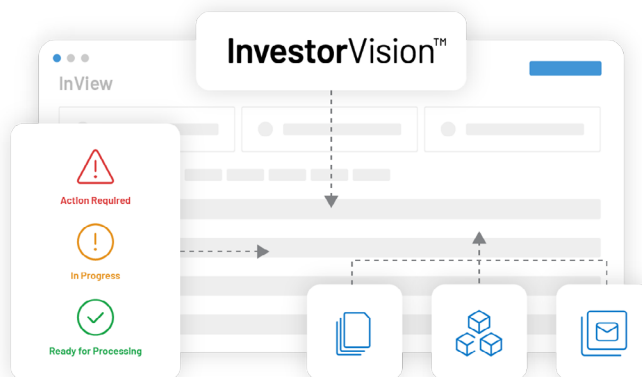 InvestorVision™
InView
Action Required
In Progress
Ready for Processing